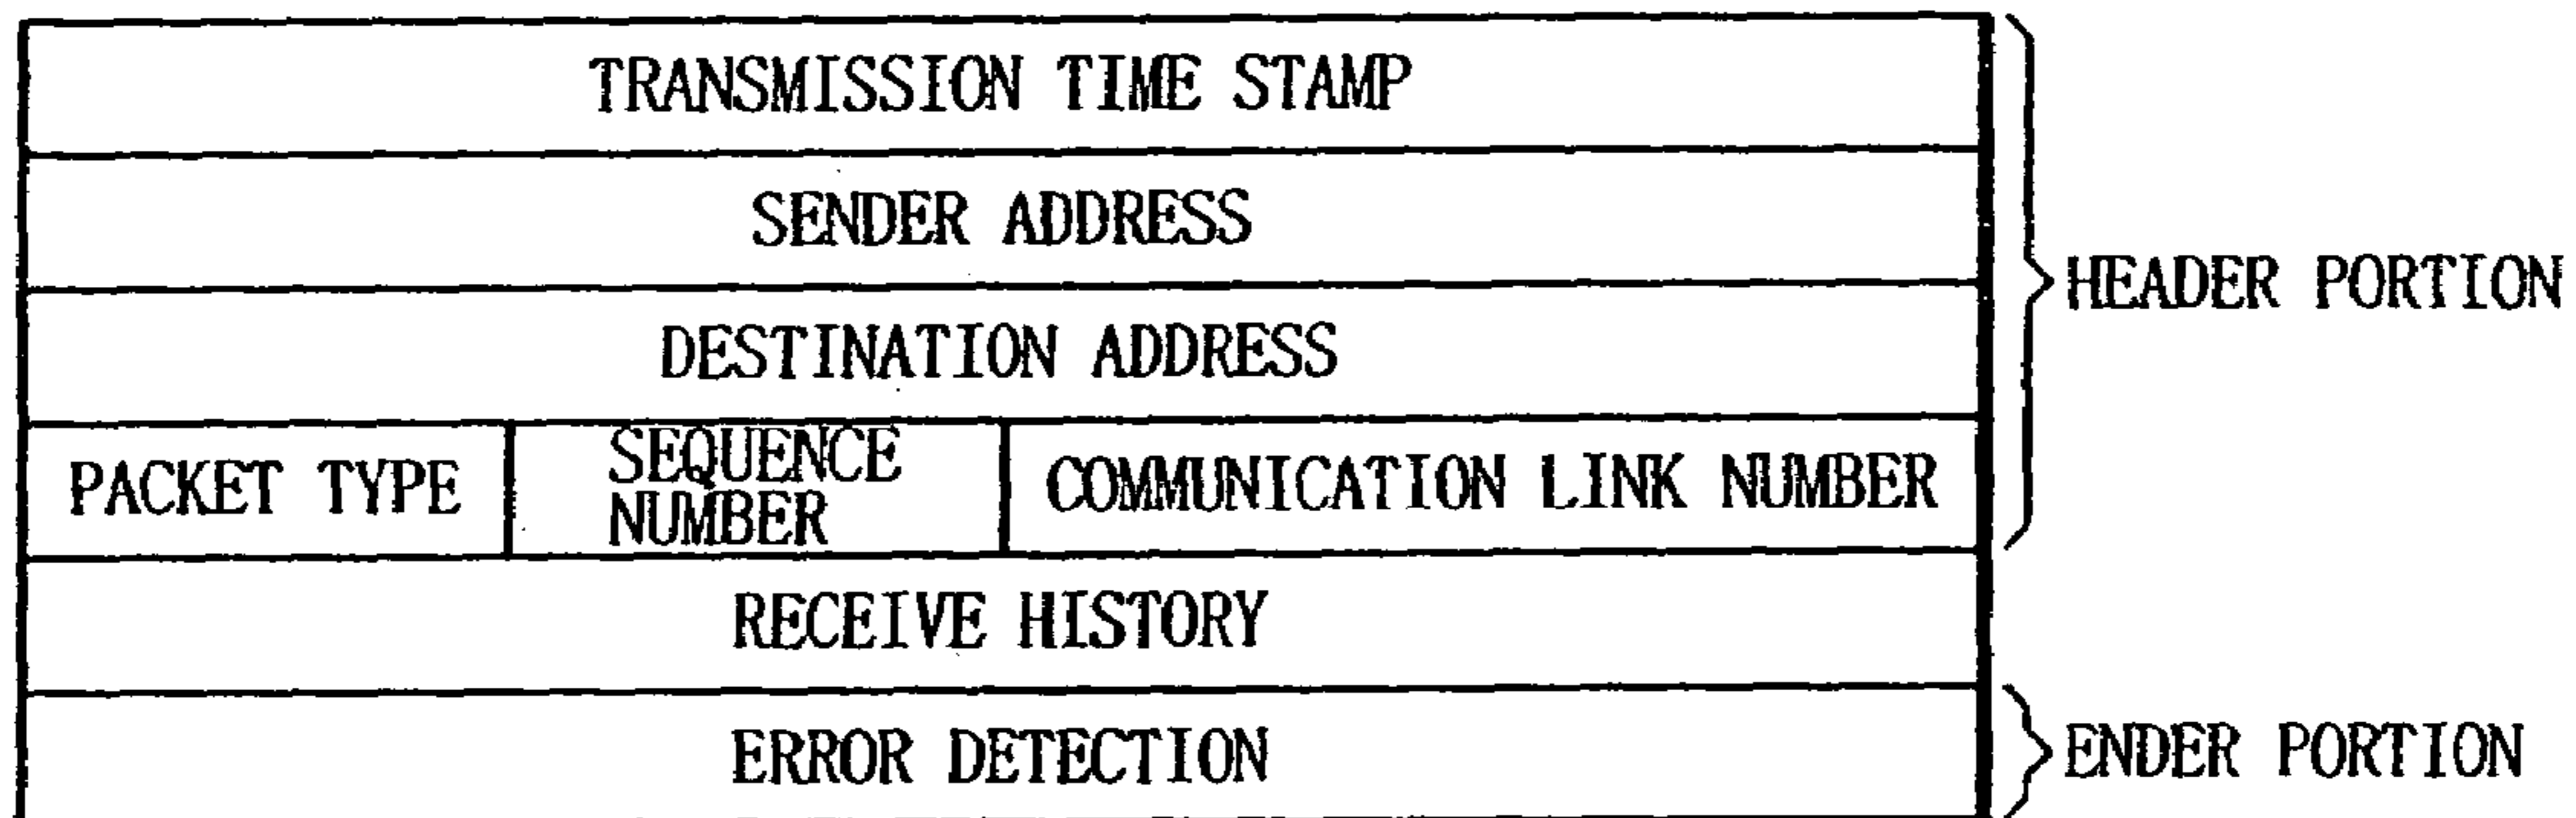 TRANSMISSION TIME STAMP
SENDER ADDRESS
DESTINATION ADDRESS
HEADER PORTION
PACKET TYPE
SEQUENCE
NUMBER
COMMUNICATION LINK NUMBER
RECEIVE HISTORY
ERROR DETECTION
ENDER PORTION